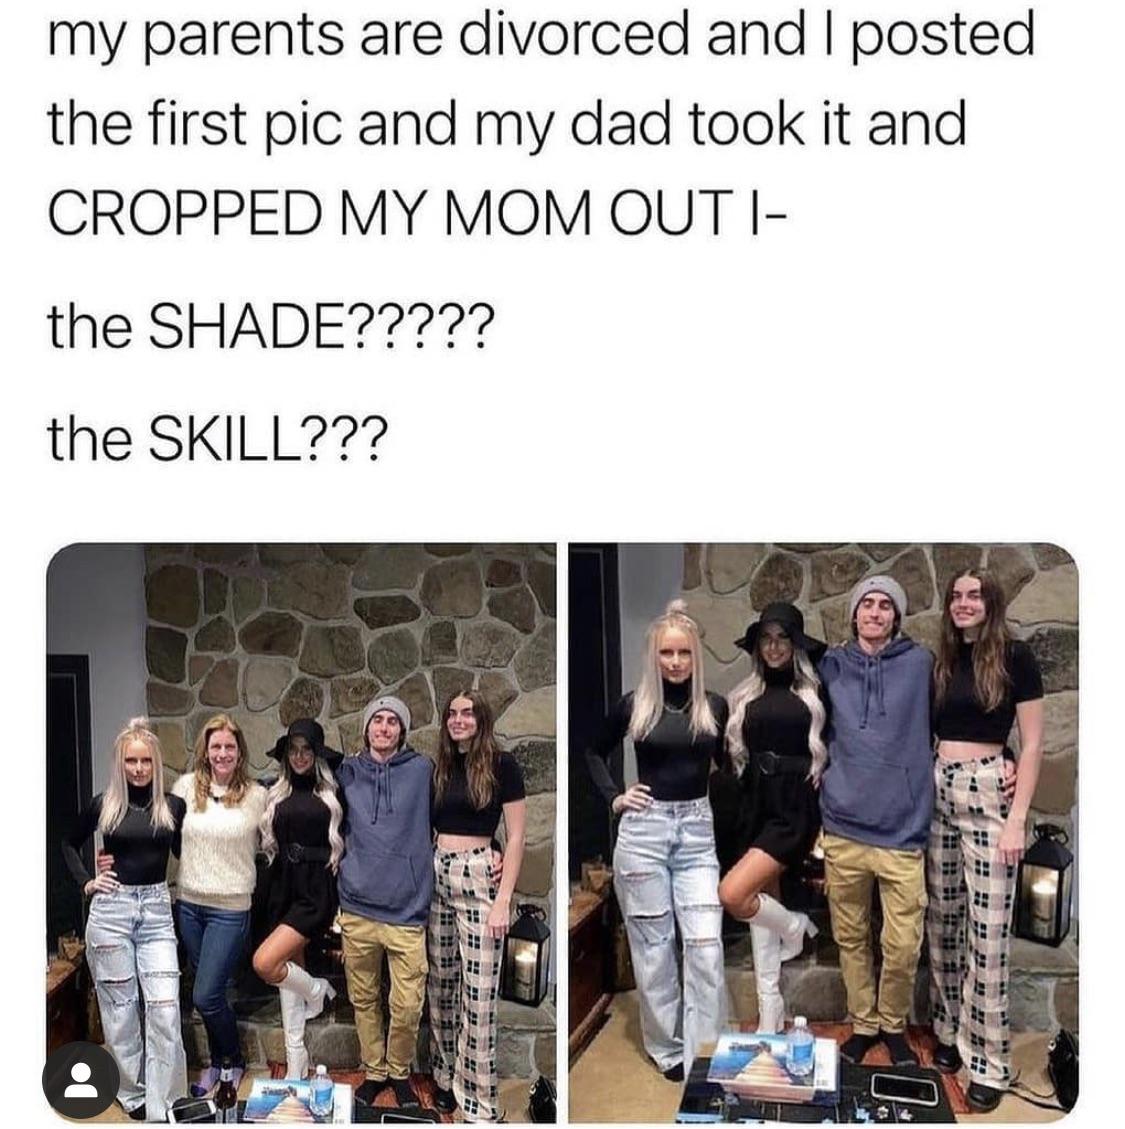 my parents are divorced and I posted
the first pic and my dad took it and
CROPPED MY MOM OUT I-
the SHADE?????
the SKILL???